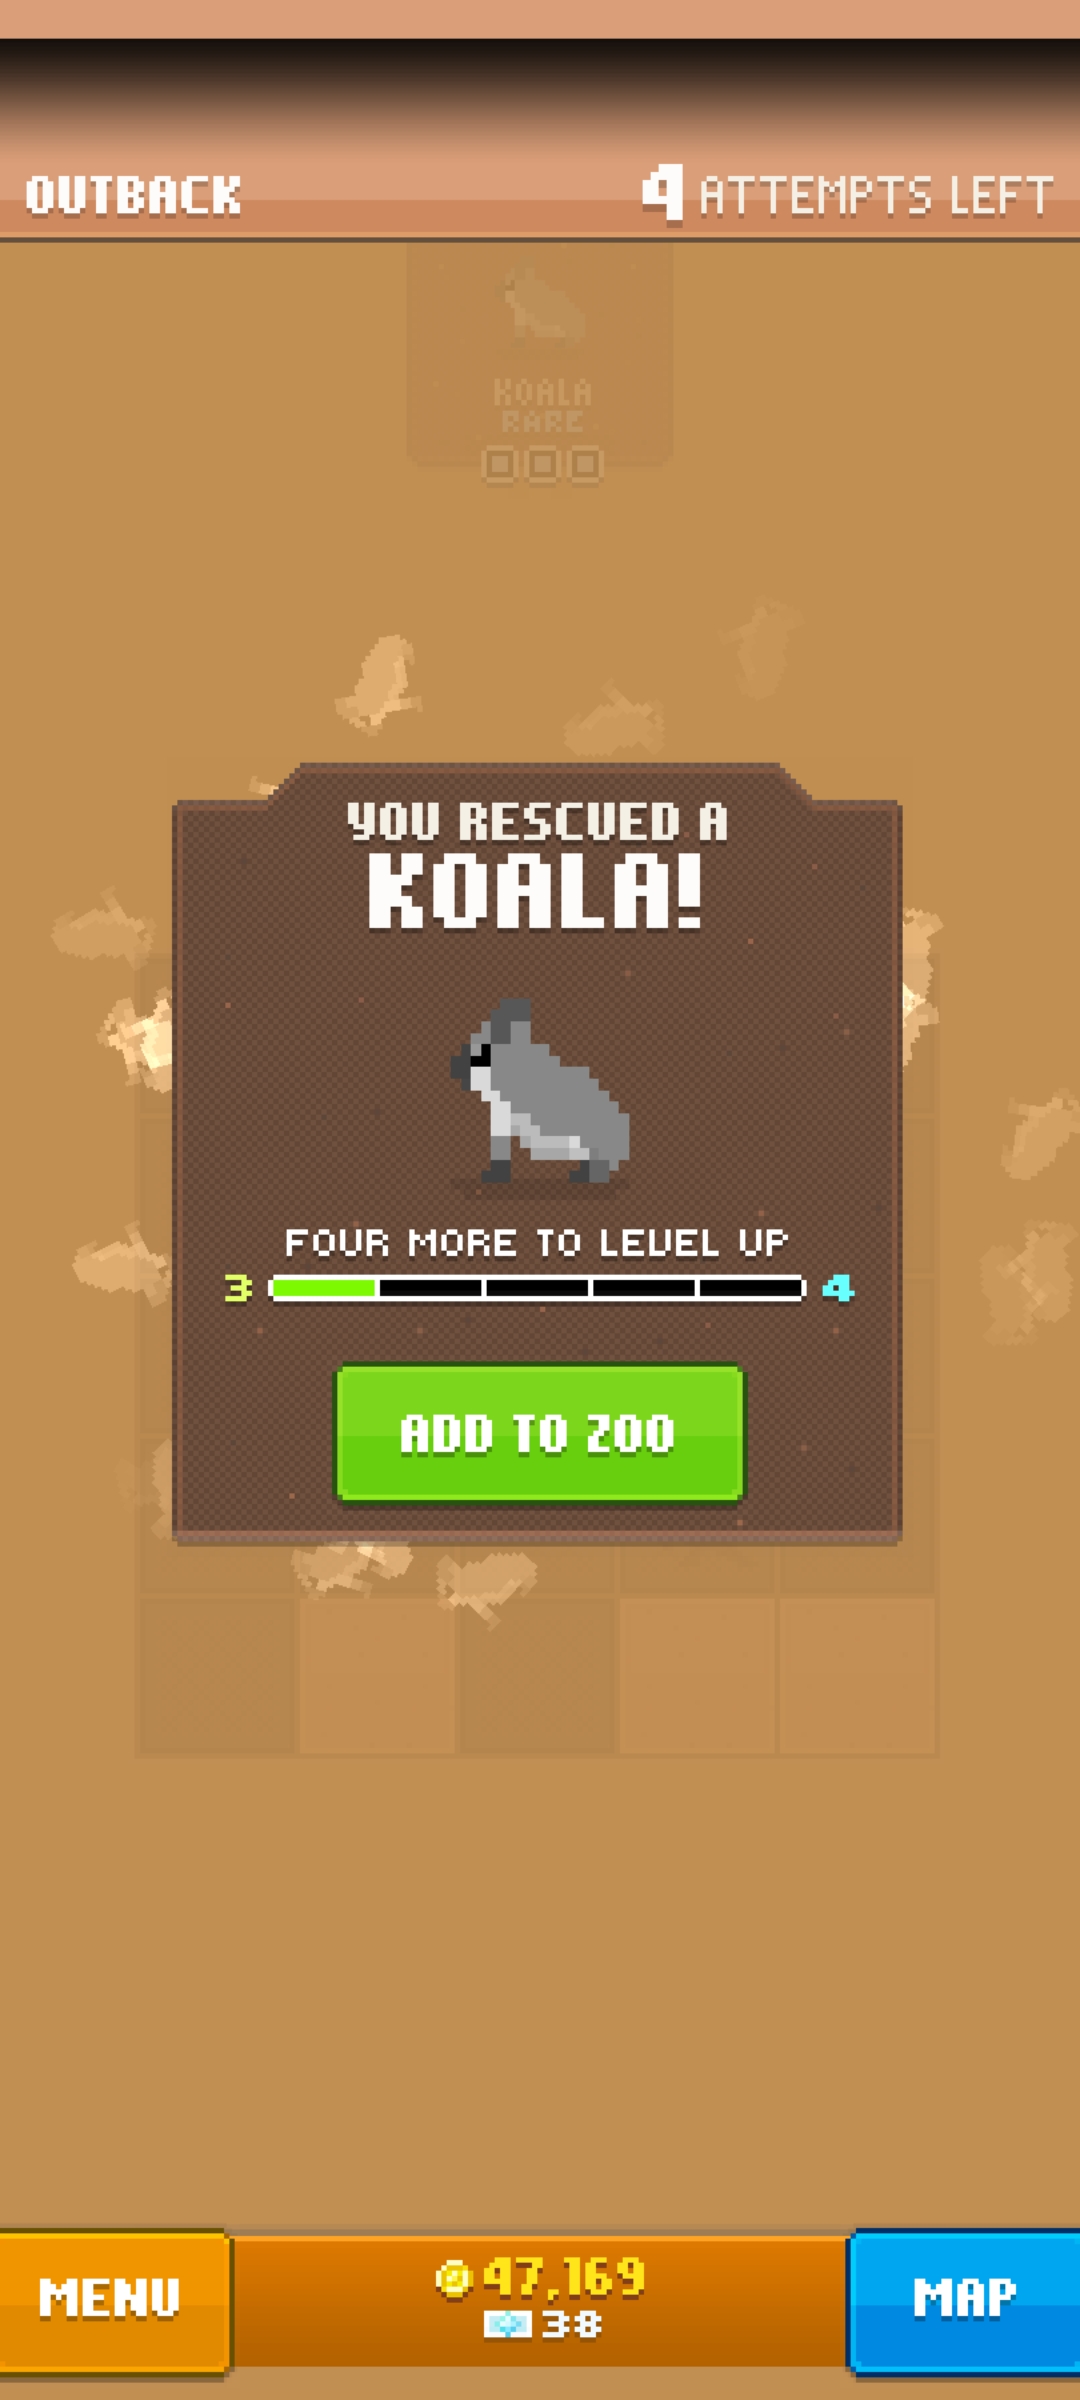 OUTBACK
4 ATTEMPTS LEFT
KOALA
RARE
YOU RESCUED A
KOALA!
FOUR MORE TO LEVEL UP
3 4
ADD TO ZOO
MENU
47,169
38
MAP